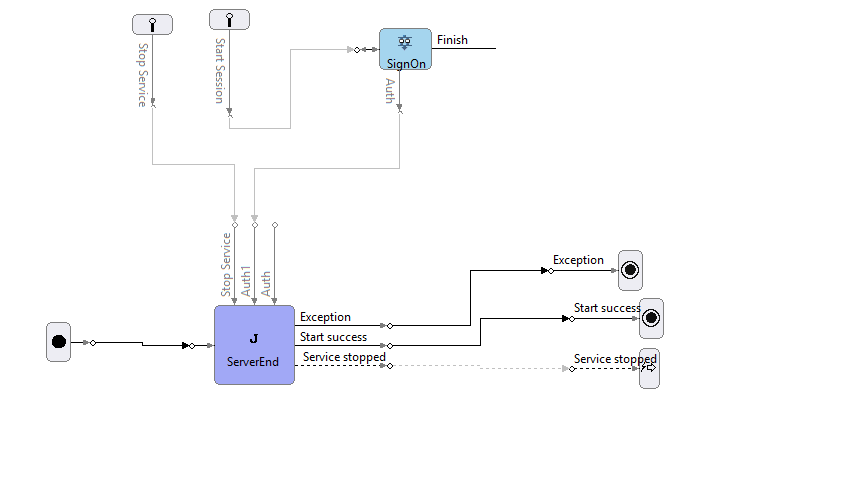 Stop Service
Start Session
Finish
SignOn
Auth
Stop Service
Auth1
Auth
Exception
Exception
Start success
Start success
Service stopped
Service stopped
J
ServerEnd